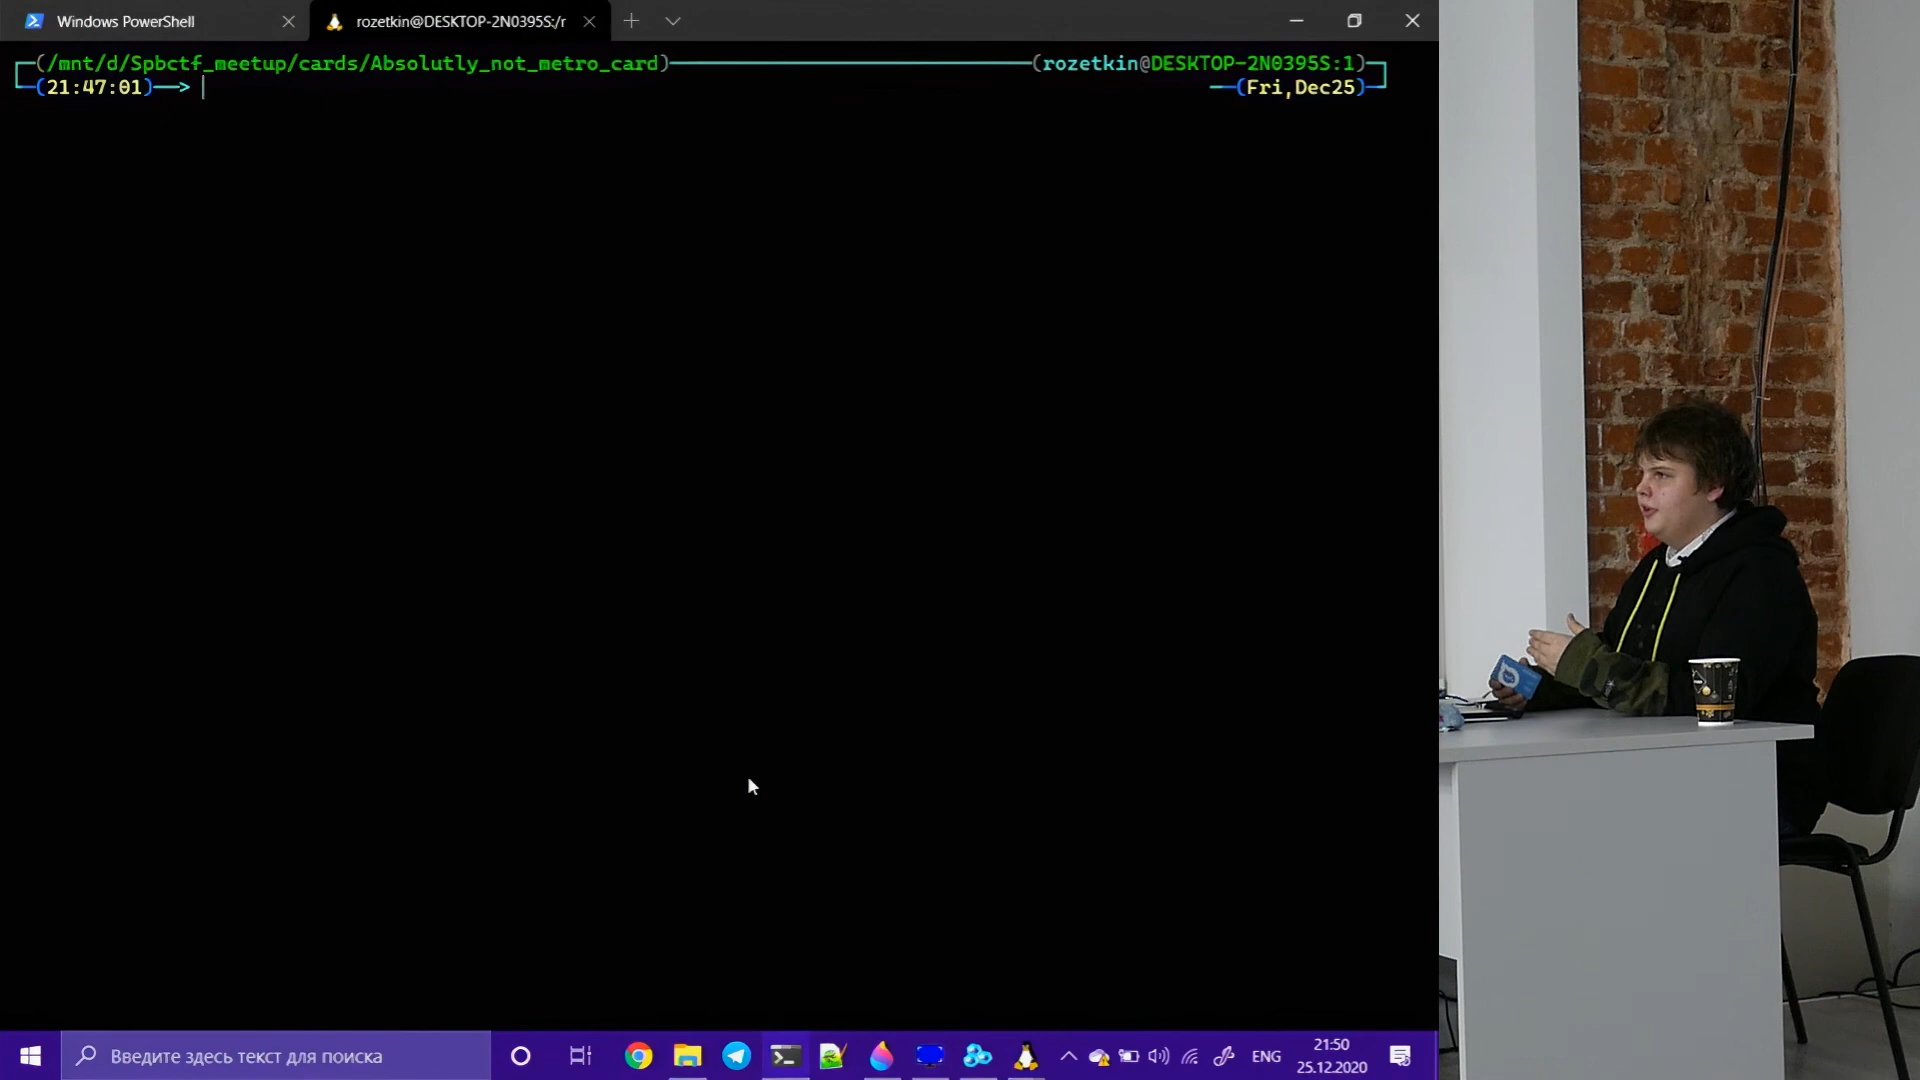 Windows PowerShell
rozetkin@DESKTOP-2N0395S:/r
(/mnt/d/Spbctf_meetup/cards/Absolutly_not_metro_card)
(rozetkin@DESKTOP-2N0395S:1)
(21:47:01)──>
(Fri,Dec25)
Введите здесь текст для поиска
ENG
21:50
25.12.2020